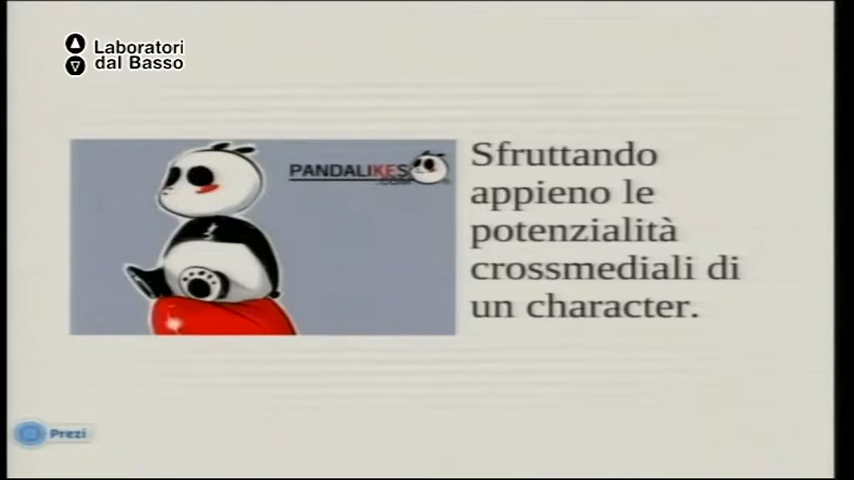 Laboratori
dal Basso
PANDALIKES
.COM
Sfruttando
appieno le
potenzialità
crossmediali di
un character.
Prezi